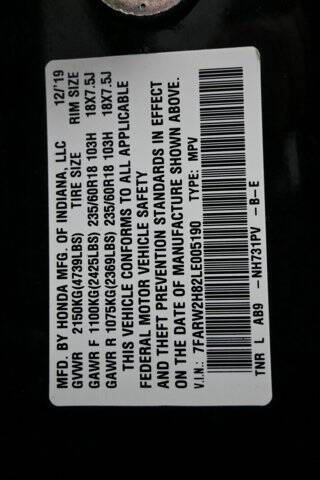 MFD. BY HONDA MFG. OF INDIANA, LLC 12/'19
GVWR 2150KG(4739LBS) TIRE SIZE RIM SIZE
GAWR F 1100KG(2425LBS) 235/60R18 103H 18X7.5J
GAWR R 1075KG(2369LBS) 235/60R18 103H 18X7.5J
THIS VEHICLE CONFORMS TO ALL APPLICABLE
FEDERAL MOTOR VEHICLE SAFETY
AND THEFT PREVENTION STANDARDS IN EFFECT
ON THE DATE OF MANUFACTURE SHOWN ABOVE.
V.I.N.: 7FARW2H82LE005190 TYPE: MPV
TNR L AB9 -NH731PV -B-E